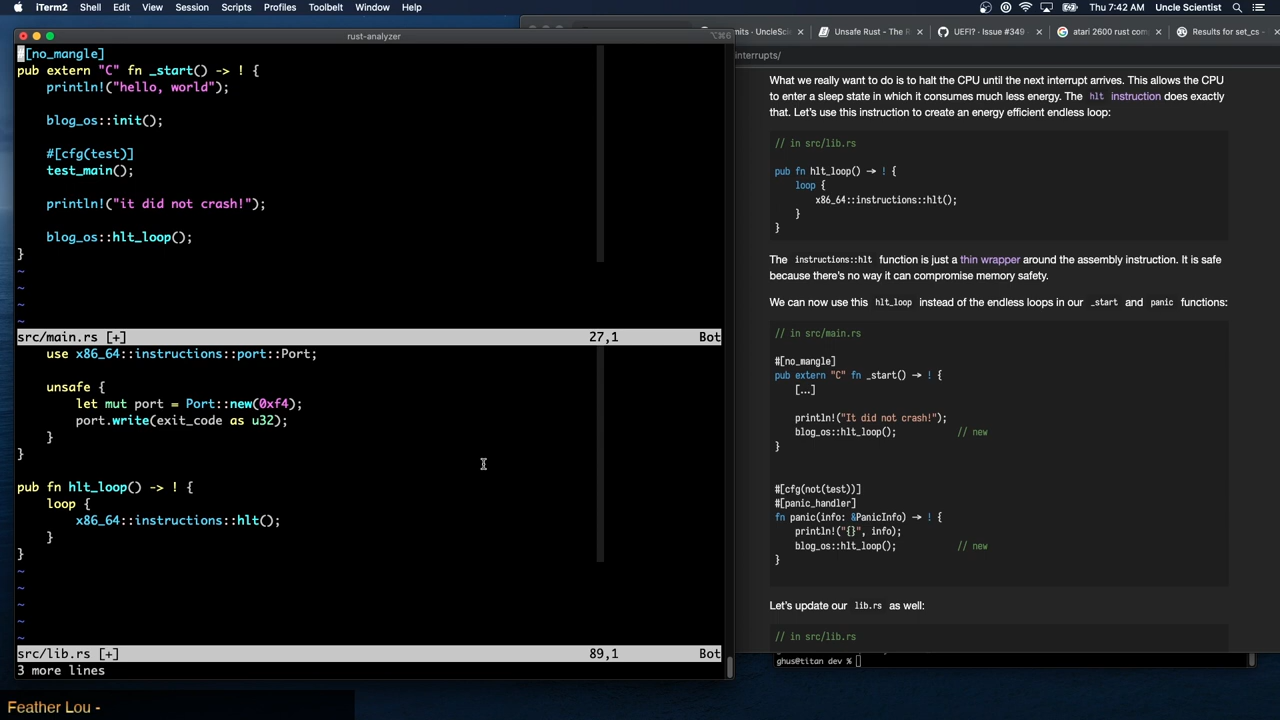 iTerm2 Shell Edit View Session Scripts Profiles Toolbelt Window Help Thu 7:42 AM Uncle Scientist
rust-analyzer ⌥⌘6
mits · UncleSci Unsafe Rust - The R UEFI? · Issue #349 atari 2600 rust com Results for set_cs -
interrupts/
#[no_mangle]
pub extern "C" fn _start() -> ! {
    println!("hello, world");
    blog_os::init();
    #[cfg(test)]
    test_main();
    println!("it did not crash!");
    blog_os::hlt_loop();
}
~
~
~
~
src/main.rs [+] 27,1 Bot
    use x86_64::instructions::port::Port;
    unsafe {
        let mut port = Port::new(0xf4);
        port.write(exit_code as u32);
    }
}
pub fn hlt_loop() -> ! {
    loop {
        x86_64::instructions::hlt();
    }
}
~
~
~
~
~
src/lib.rs [+] 89,1 Bot
3 more lines
What we really want to do is to halt the CPU until the next interrupt arrives. This allows the CPU
to enter a sleep state in which it consumes much less energy. The hlt instruction does exactly
that. Let's use this instruction to create an energy efficient endless loop:
// in src/lib.rs
pub fn hlt_loop() -> ! {
    loop {
        x86_64::instructions::hlt();
    }
}
The instructions::hlt function is just a thin wrapper around the assembly instruction. It is safe
because there's no way it can compromise memory safety.
We can now use this hlt_loop instead of the endless loops in our _start and panic functions:
// in src/main.rs
#[no_mangle]
pub extern "C" fn _start() -> ! {
    [...]
    println!("It did not crash!");
    blog_os::hlt_loop(); // new
}
#[cfg(not(test))]
#[panic_handler]
fn panic(info: &PanicInfo) -> ! {
    println!("{}", info);
    blog_os::hlt_loop(); // new
}
Let's update our lib.rs as well:
// in src/lib.rs
ghus@titan dev %
Feather Lou -